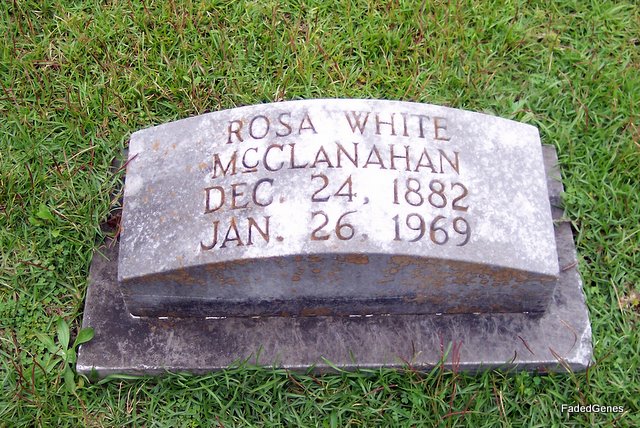 ROSA WHITE
McCLANAHAN
DEC. 24, 1882
JAN. 26, 1969
FadedGenes